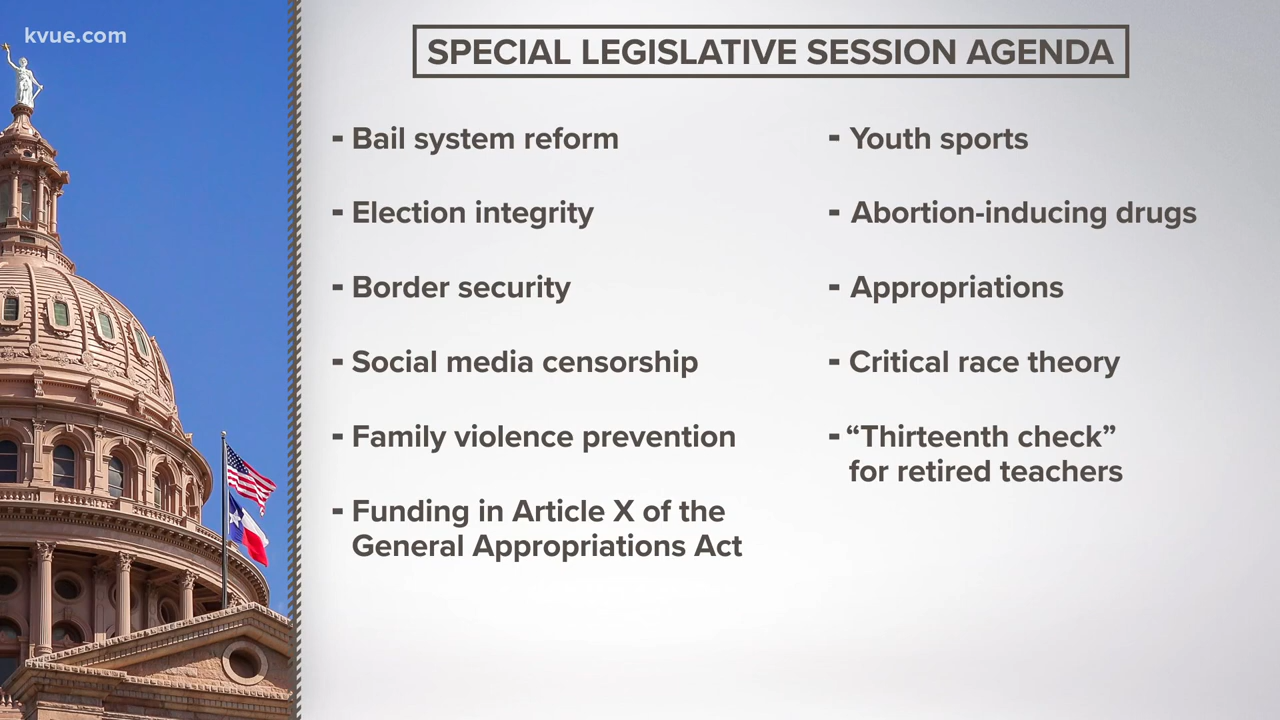 kvue.com
SPECIAL LEGISLATIVE SESSION AGENDA
- Bail system reform
- Election integrity
- Border security
- Social media censorship
- Family violence prevention
- Funding in Article X of the
General Appropriations Act
- Youth sports
- Abortion-inducing drugs
- Appropriations
- Critical race theory
- “Thirteenth check”
for retired teachers